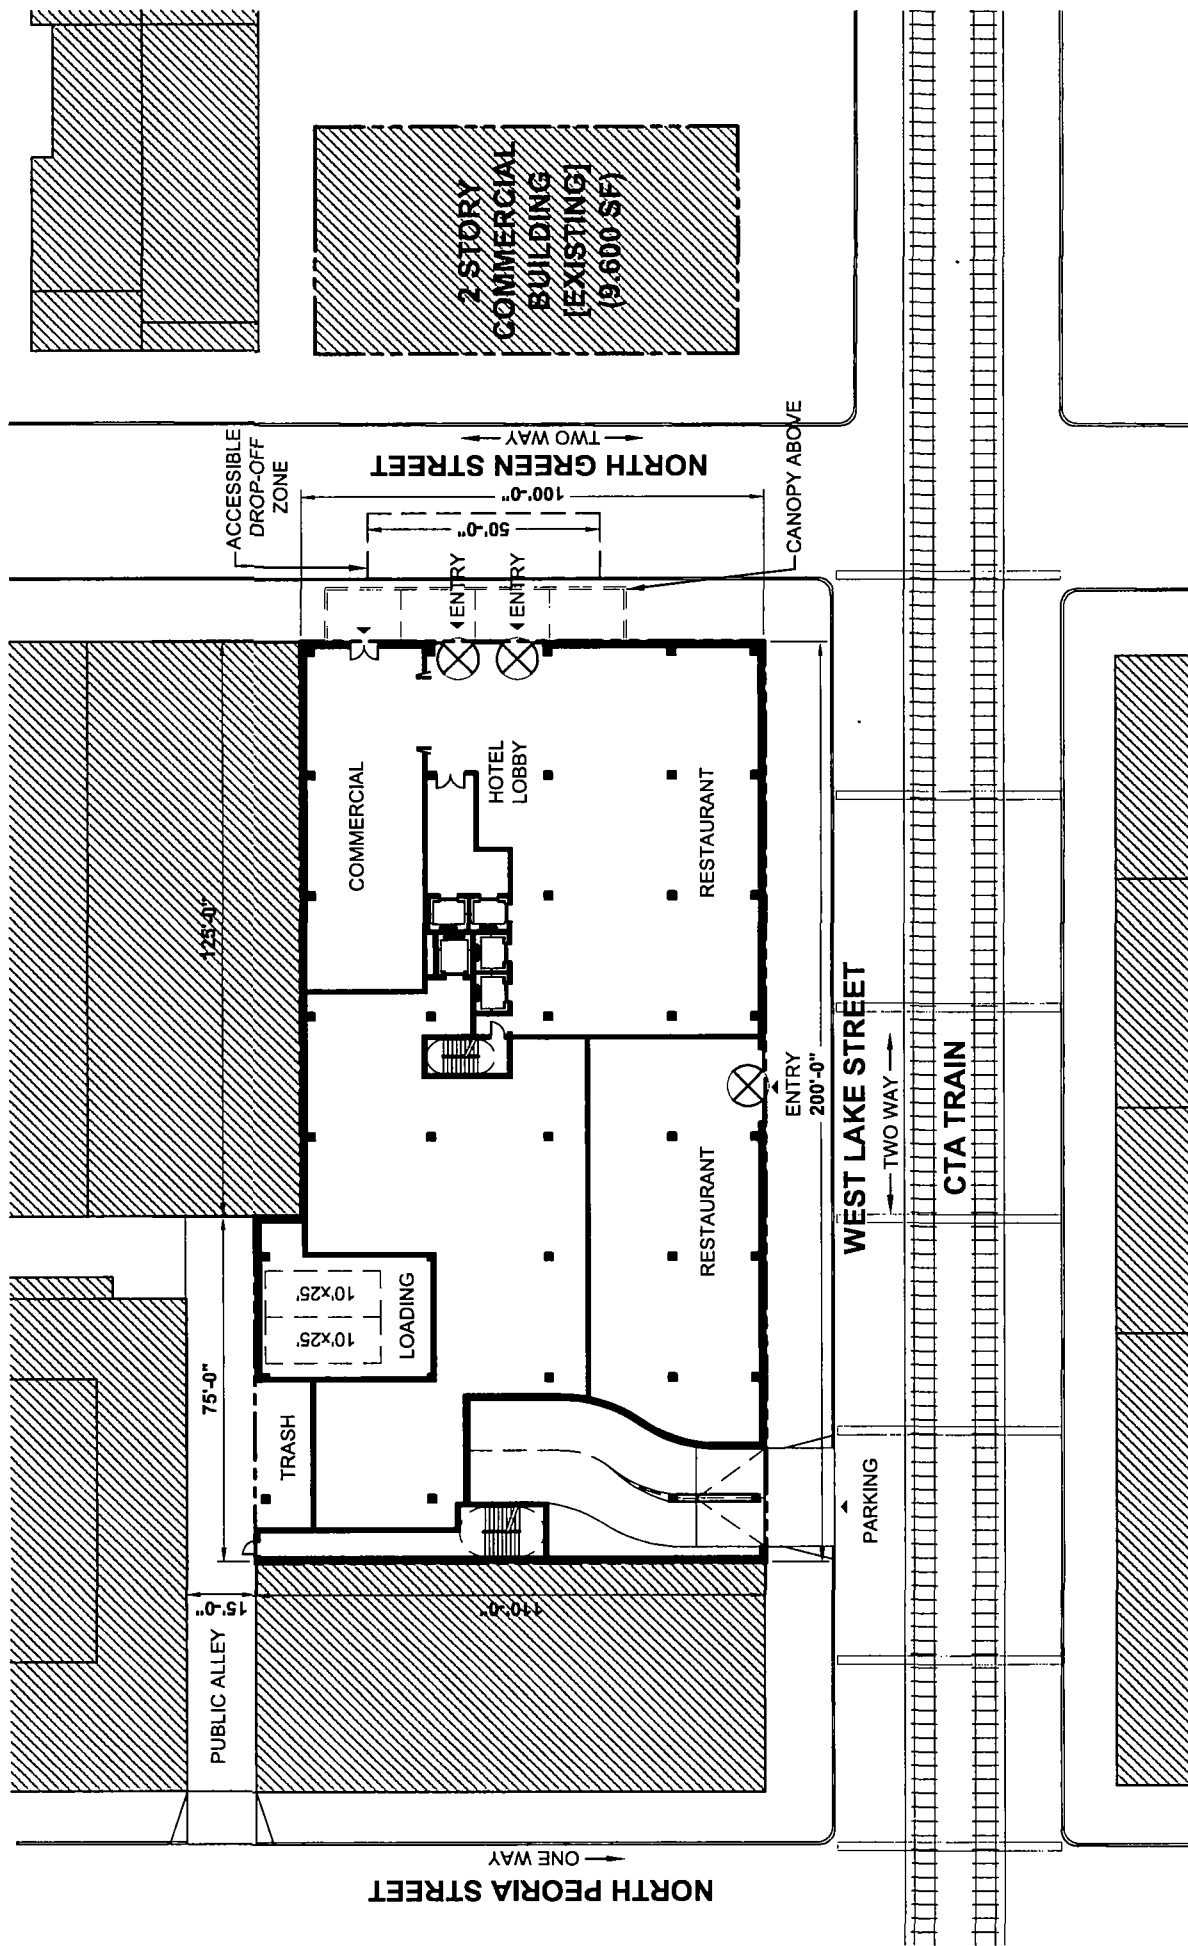 2 STORY
COMMERCIAL
BUILDING
[EXISTING]
(9,600 SF)
ACCESSIBLE
DROP-OFF
ZONE
TWO WAY
NORTH GREEN STREET
100'-0"
50'-0"
CANOPY ABOVE
ENTRY
ENTRY
125'-0"
COMMERCIAL
HOTEL
LOBBY
RESTAURANT
75'-0"
10'x25'
10'x25'
LOADING
TRASH
RESTAURANT
ENTRY
200'-0"
WEST LAKE STREET
TWO WAY
CTA TRAIN
PARKING
PUBLIC ALLEY
15'-0"
110'-0"
ONE WAY
NORTH PEORIA STREET